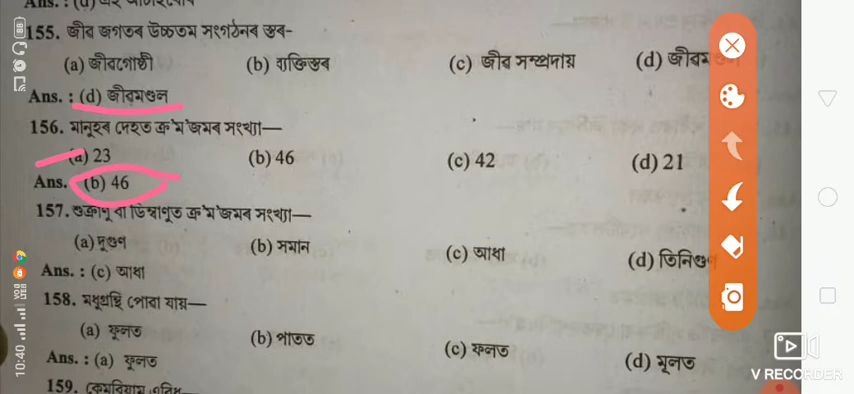 155. জীৱ জগতৰ উচ্চতম সংগঠনৰ স্তৰ-
(a) জীৱগোষ্ঠী (b) ব্যক্তিস্তৰ (c) জীৱ সম্প্ৰদায় (d)
Ans. : (d) জীৱমণ্ডল
156. মানুহৰ দেহত ক্ৰ'ম'জমৰ সংখ্যা—
(a) 23 (b) 46 (c) 42 (d) 21
Ans. (b) 46
157. শুক্ৰাণু বা ডিম্বাণুত ক্ৰ'ম'জমৰ সংখ্যা—
(a) দুগুণ (b) সমান (c) আধা (d)
Ans. : (c) আধা
158. মধুগ্ৰন্থি পোৱা যায়—
(a) ফুলত (b) পাতত (c) ফলত (d) মূলত
Ans. : (a) ফুলত
159.
10:40
88
V RECORDER